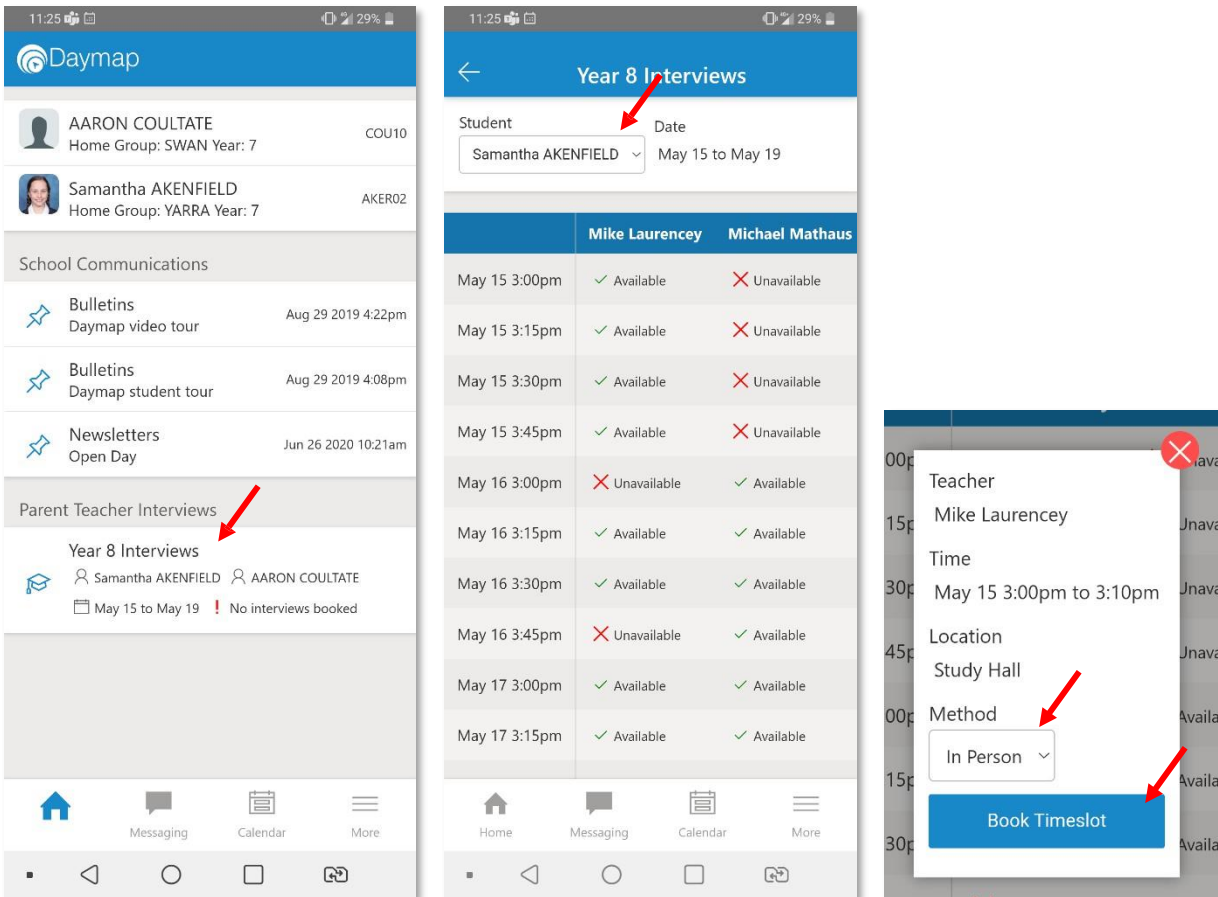 11:25
29%
Daymap
AARON COULTATE
COU10
Home Group: SWAN Year: 7
Samantha AKENFIELD
AKER02
Home Group: YARRA Year: 7
School Communications
Bulletins
Aug 29 2019 4:22pm
Daymap video tour
Bulletins
Aug 29 2019 4:08pm
Daymap student tour
Newsletters
Jun 26 2020 10:21am
Open Day
Parent Teacher Interviews
Year 8 Interviews
Samantha AKENFIELD AARON COULTATE
May 15 to May 19 ! No interviews booked
Messaging Calendar More
11:25
29%
Year 8 Interviews
Student Date
Samantha AKENFIELD May 15 to May 19
Mike Laurencey Michael Mathaus
May 15 3:00pm Available Unavailable
May 15 3:15pm Available Unavailable
May 15 3:30pm Available Unavailable
May 15 3:45pm Available Unavailable
May 16 3:00pm Unavailable Available
May 16 3:15pm Available Available
May 16 3:30pm Available Available
May 16 3:45pm Unavailable Available
May 17 3:00pm Available Available
May 17 3:15pm Available Available
Home Messaging Calendar More
Teacher
Mike Laurencey
Time
May 15 3:00pm to 3:10pm
Location
Study Hall
Method
In Person
Book Timeslot